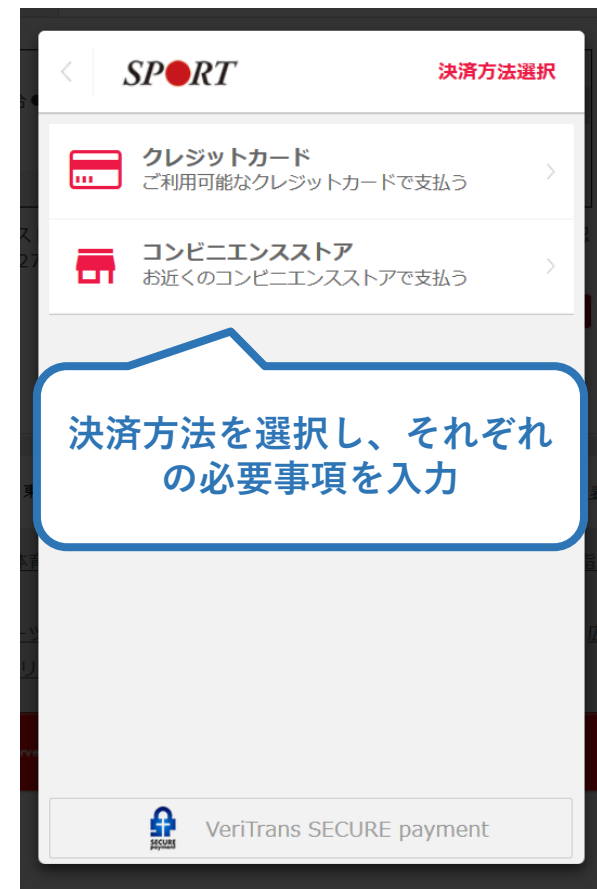 SPORT
決済方法選択
クレジットカード
ご利用可能なクレジットカードで支払う
コンビニエンスストア
お近くのコンビニエンスストアで支払う
決済方法を選択し、それぞれ
の必要事項を入力
SECURE
payment
VeriTrans SECURE payment